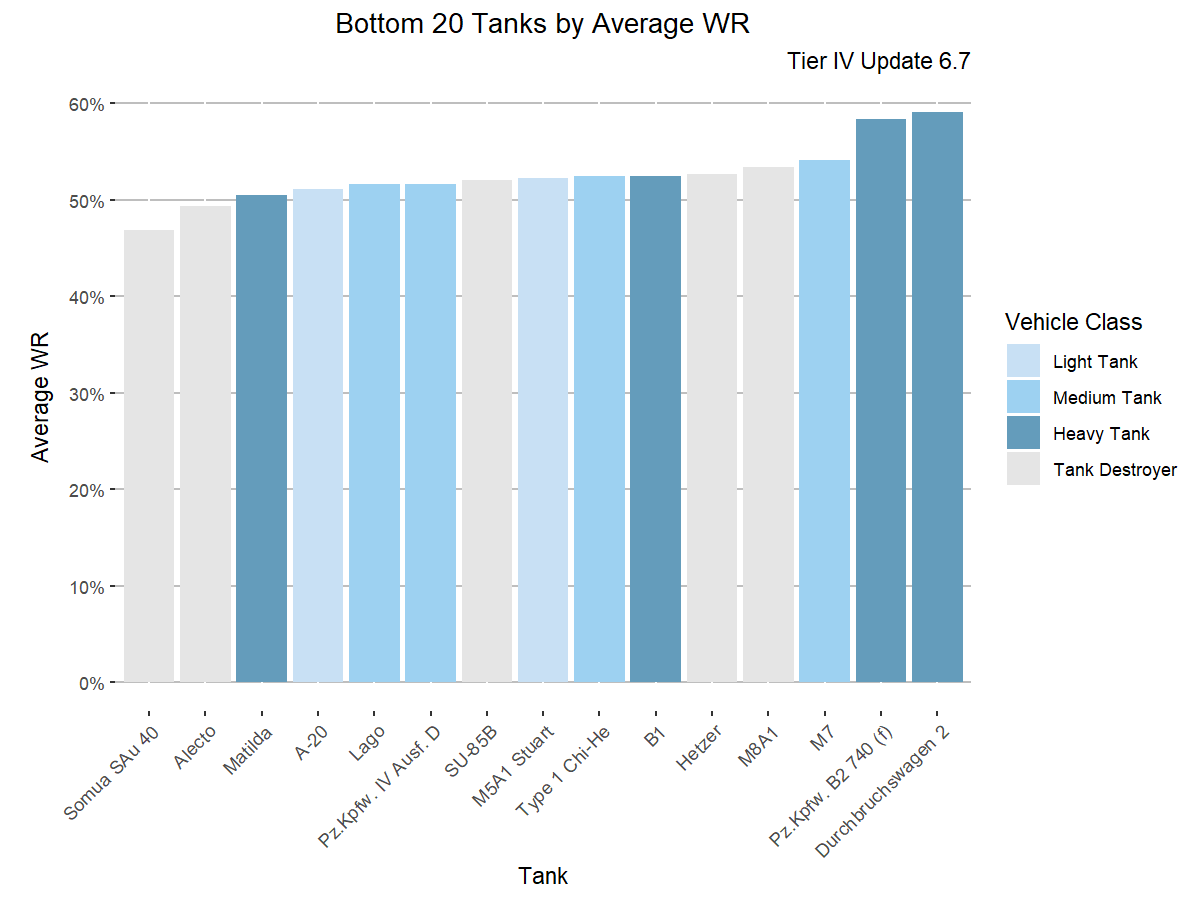 Bottom 20 Tanks by Average WR
Tier IV Update 6.7
60%
50%
40%
30%
20%
10%
0%
Average WR
Somua SAu 40
Alecto
Matilda
A-20
Lago
Pz.Kpfw. IV Ausf. D
SU-85B
M5A1 Stuart
Type 1 Chi-He
B1
Hetzer
M8A1
M7
Pz.Kpfw. B2 740 (f)
Durchbruchswagen 2
Tank
Vehicle Class
Light Tank
Medium Tank
Heavy Tank
Tank Destroyer